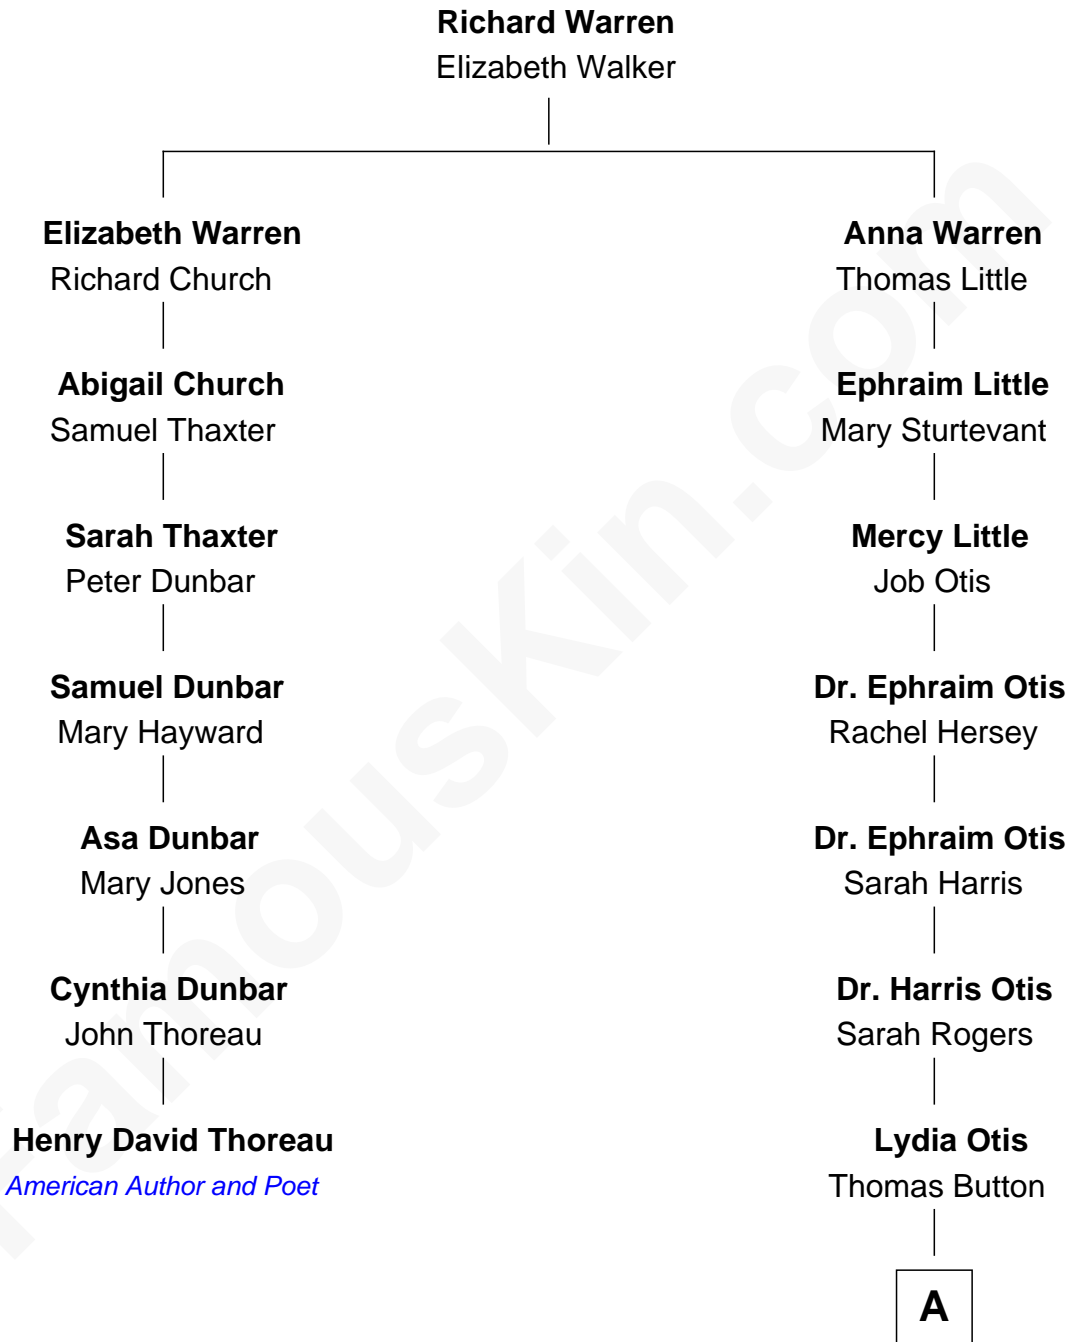 Richard Warren
Elizabeth Walker
Elizabeth Warren
Richard Church
Abigail Church
Samuel Thaxter
Sarah Thaxter
Peter Dunbar
Samuel Dunbar
Mary Hayward
Asa Dunbar
Mary Jones
Cynthia Dunbar
John Thoreau
Henry David Thoreau
American Author and Poet
Anna Warren
Thomas Little
Ephraim Little
Mary Sturtevant
Mercy Little
Job Otis
Dr. Ephraim Otis
Rachel Hersey
Dr. Ephraim Otis
Sarah Harris
Dr. Harris Otis
Sarah Rogers
Lydia Otis
Thomas Button
A
FamousKin.com